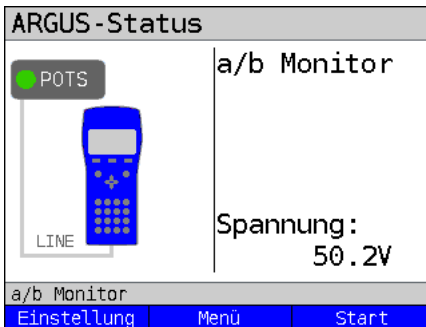 ARGUS-Status
POTS
LINE
a/b Monitor
Spannung:
50.2V
a/b Monitor
Einstellung Menü Start